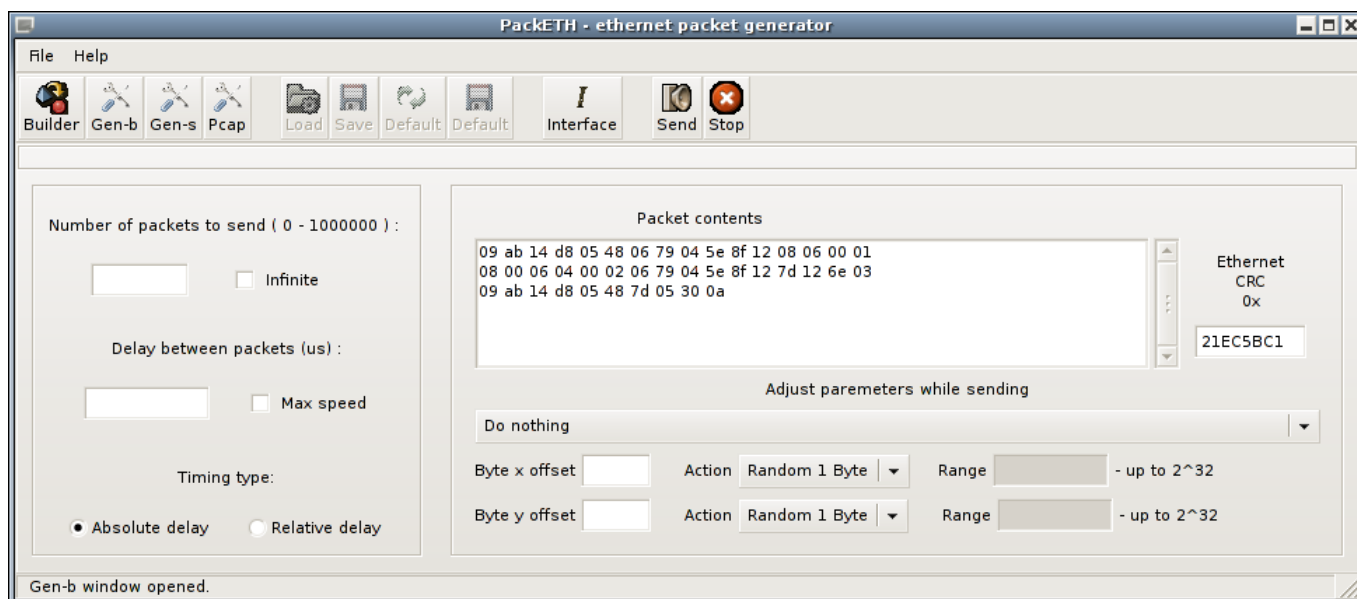 PackETH - ethernet packet generator
File Help
Builder Gen-b Gen-s Pcap Load Save Default Default Interface Send Stop
Number of packets to send ( 0 - 1000000 ) :
Infinite
Delay between packets (us) :
Max speed
Timing type:
Absolute delay Relative delay
Packet contents
09 ab 14 d8 05 48 06 79 04 5e 8f 12 08 06 00 01
08 00 06 04 00 02 06 79 04 5e 8f 12 7d 12 6e 03
09 ab 14 d8 05 48 7d 05 30 0a
Ethernet
CRC
0x
21EC5BC1
Adjust paremeters while sending
Do nothing
Byte x offset Action Random 1 Byte Range - up to 2^32
Byte y offset Action Random 1 Byte Range - up to 2^32
Gen-b window opened.